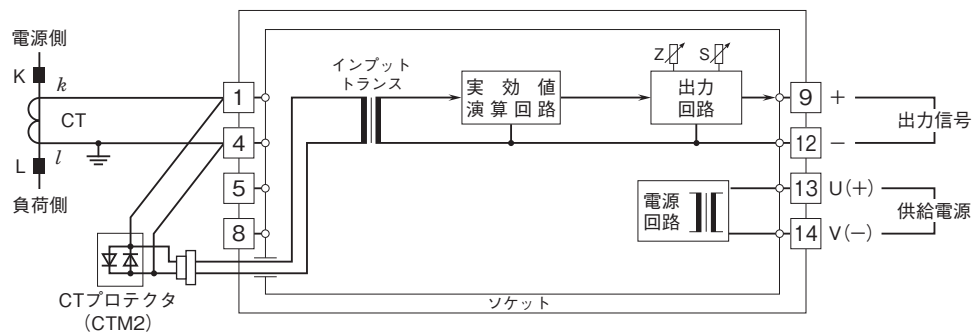 電源側
K
k
CT
L
l
負荷側
1
4
5
8
CTプロテクタ
(CTM2)
インプット
トランス
実効値
演算回路
Z
S
出力
回路
電源
回路
9 +
12 −
出力信号
13 U(+)
14 V(−)
供給電源
ソケット